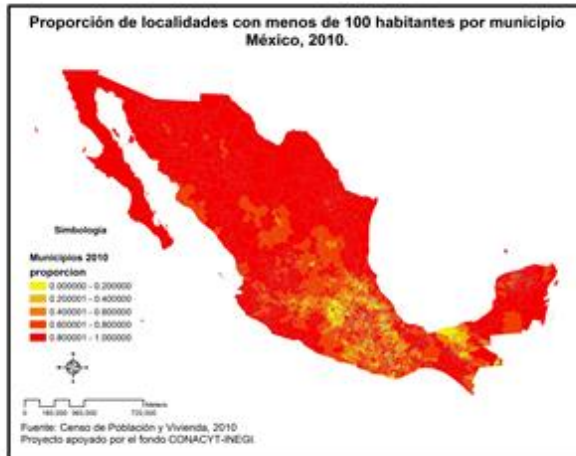 Proporción de localidades con menos de 100 habitantes por municipio
México, 2010.
Simbología
Municipios 2010
proporcion
0.000000 - 0.200000
0.200001 - 0.400000
0.400001 - 0.600000
0.600001 - 0.800000
0.800001 - 1.000000
Fuente: Censo de Población y Vivienda, 2010
Proyecto apoyado por el fondo CONACYT-INEGI.